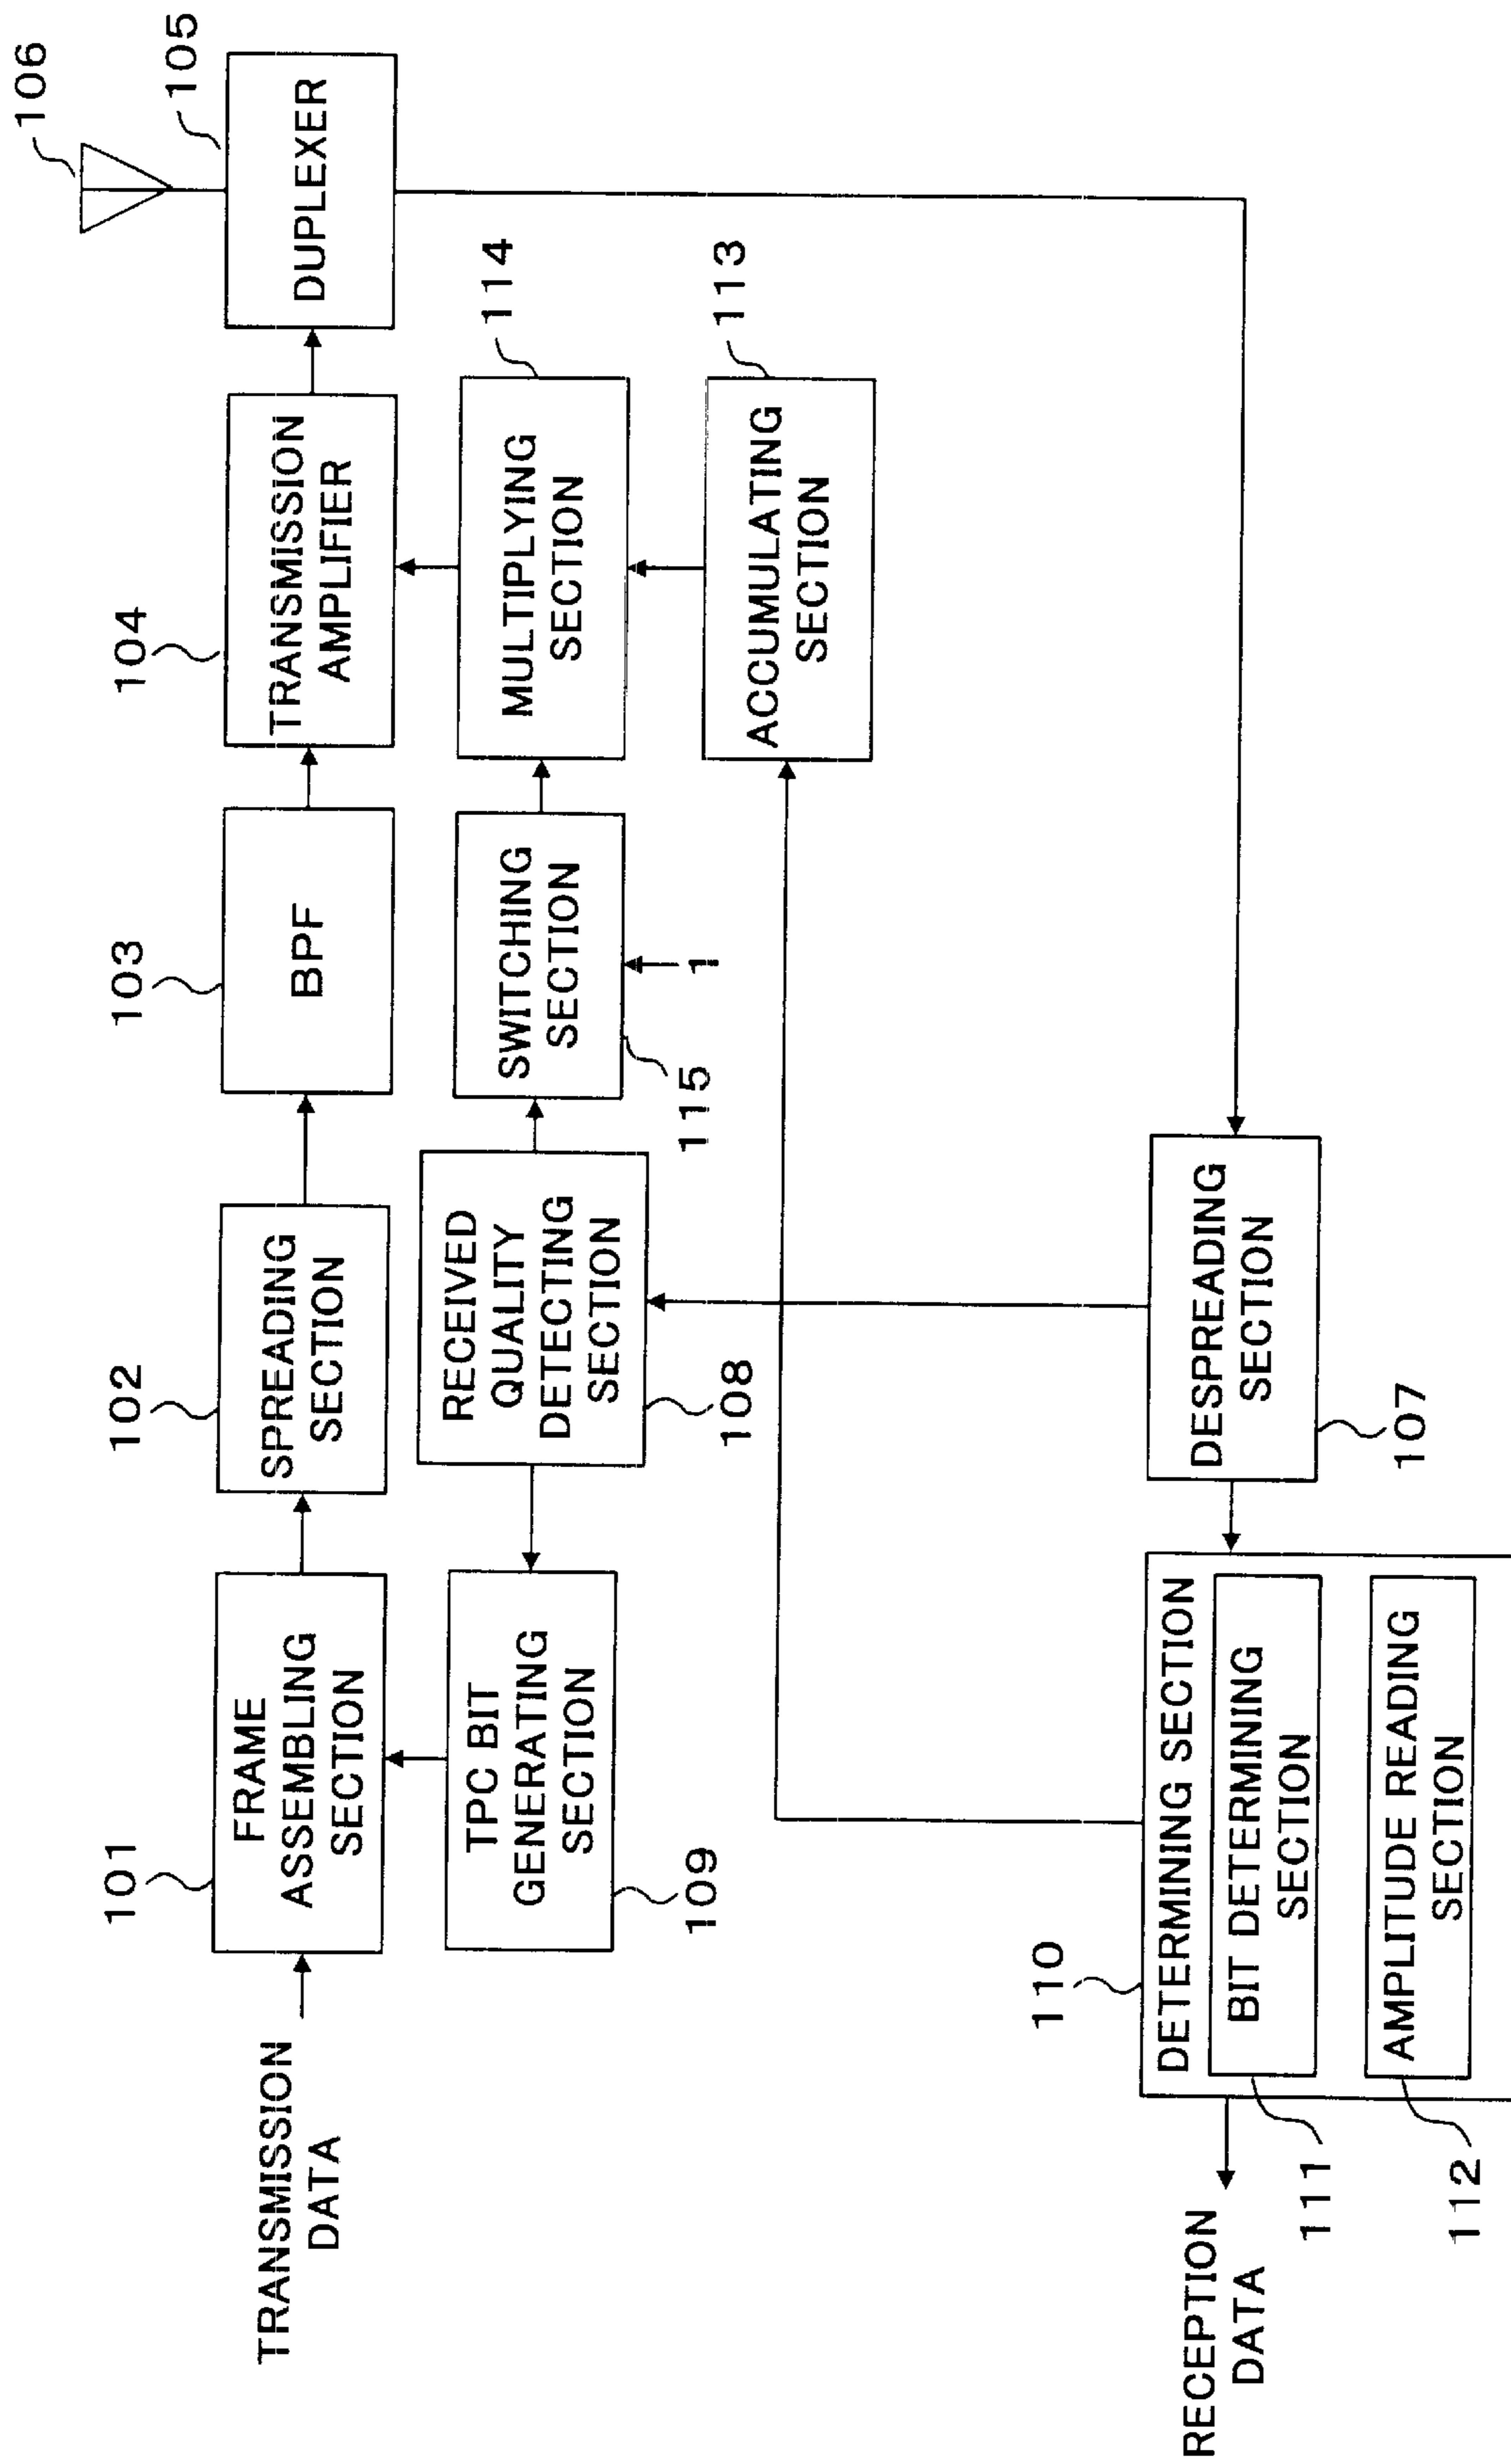 106
105
DUPLEXER
104
TRANSMISSION
AMPLIFIER
103
BPF
102
SPREADING
SECTION
101
FRAME
ASSEMBLING
SECTION
TRANSMISSION
DATA
114
MULTIPLYING
SECTION
SWITCHING
SECTION
1
115
RECEIVED
QUALITY
DETECTING
SECTION
108
TPC BIT
GENERATING
SECTION
109
113
ACCUMULATING
SECTION
DESPREADING
SECTION
107
110
DETERMINING SECTION
BIT DETERMINING
SECTION
111
AMPLITUDE READING
SECTION
112
RECEPTION
DATA